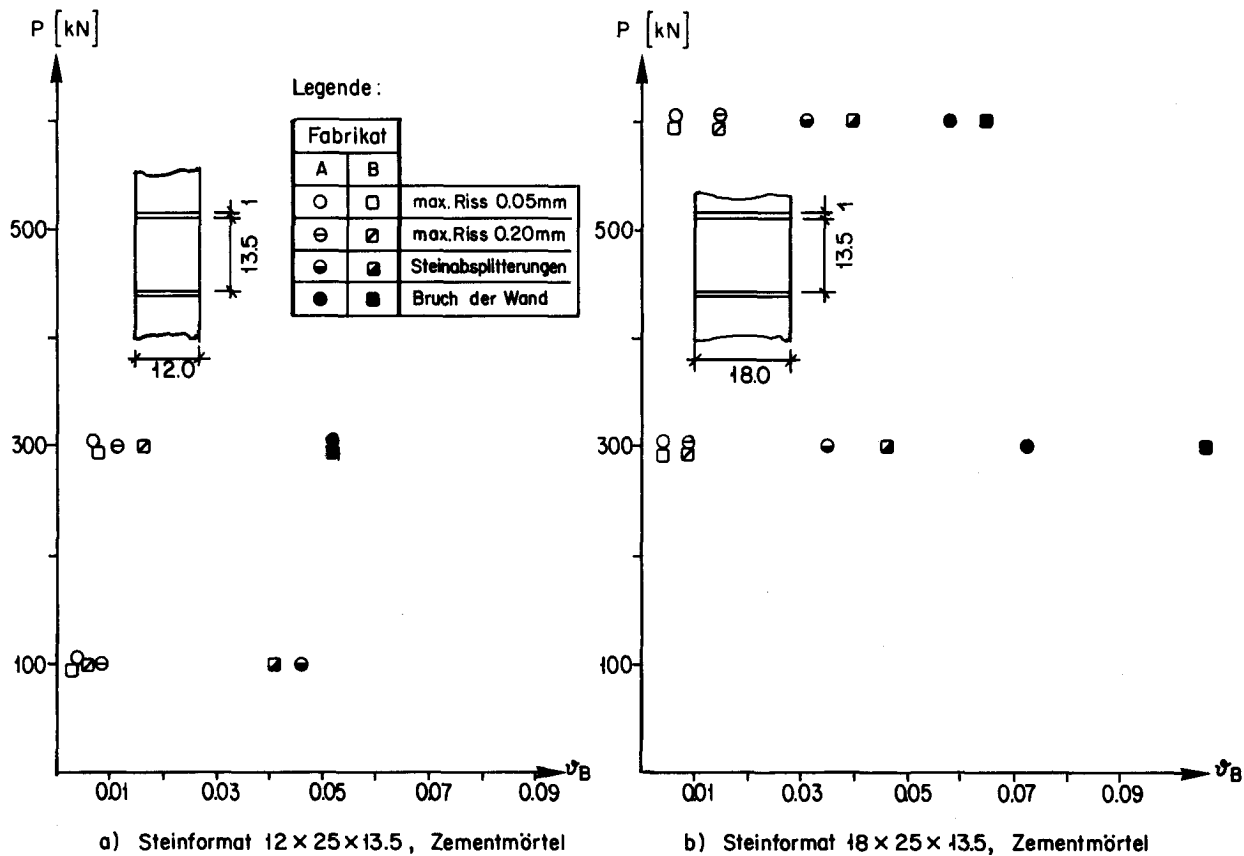 P [kN]
500
300
100
0.01 0.03 0.05 0.07 0.09 ϑB
1
13.5
12.0
Legende :
Fabrikat
A B
max. Riss 0.05mm
max. Riss 0.20mm
Steinabsplitterungen
Bruch der Wand
a) Steinformat 12 × 25 × 13.5 , Zementmörtel
P [kN]
500
300
100
0.01 0.03 0.05 0.07 0.09 ϑB
1
13.5
18.0
b) Steinformat 18 × 25 × 13.5, Zementmörtel